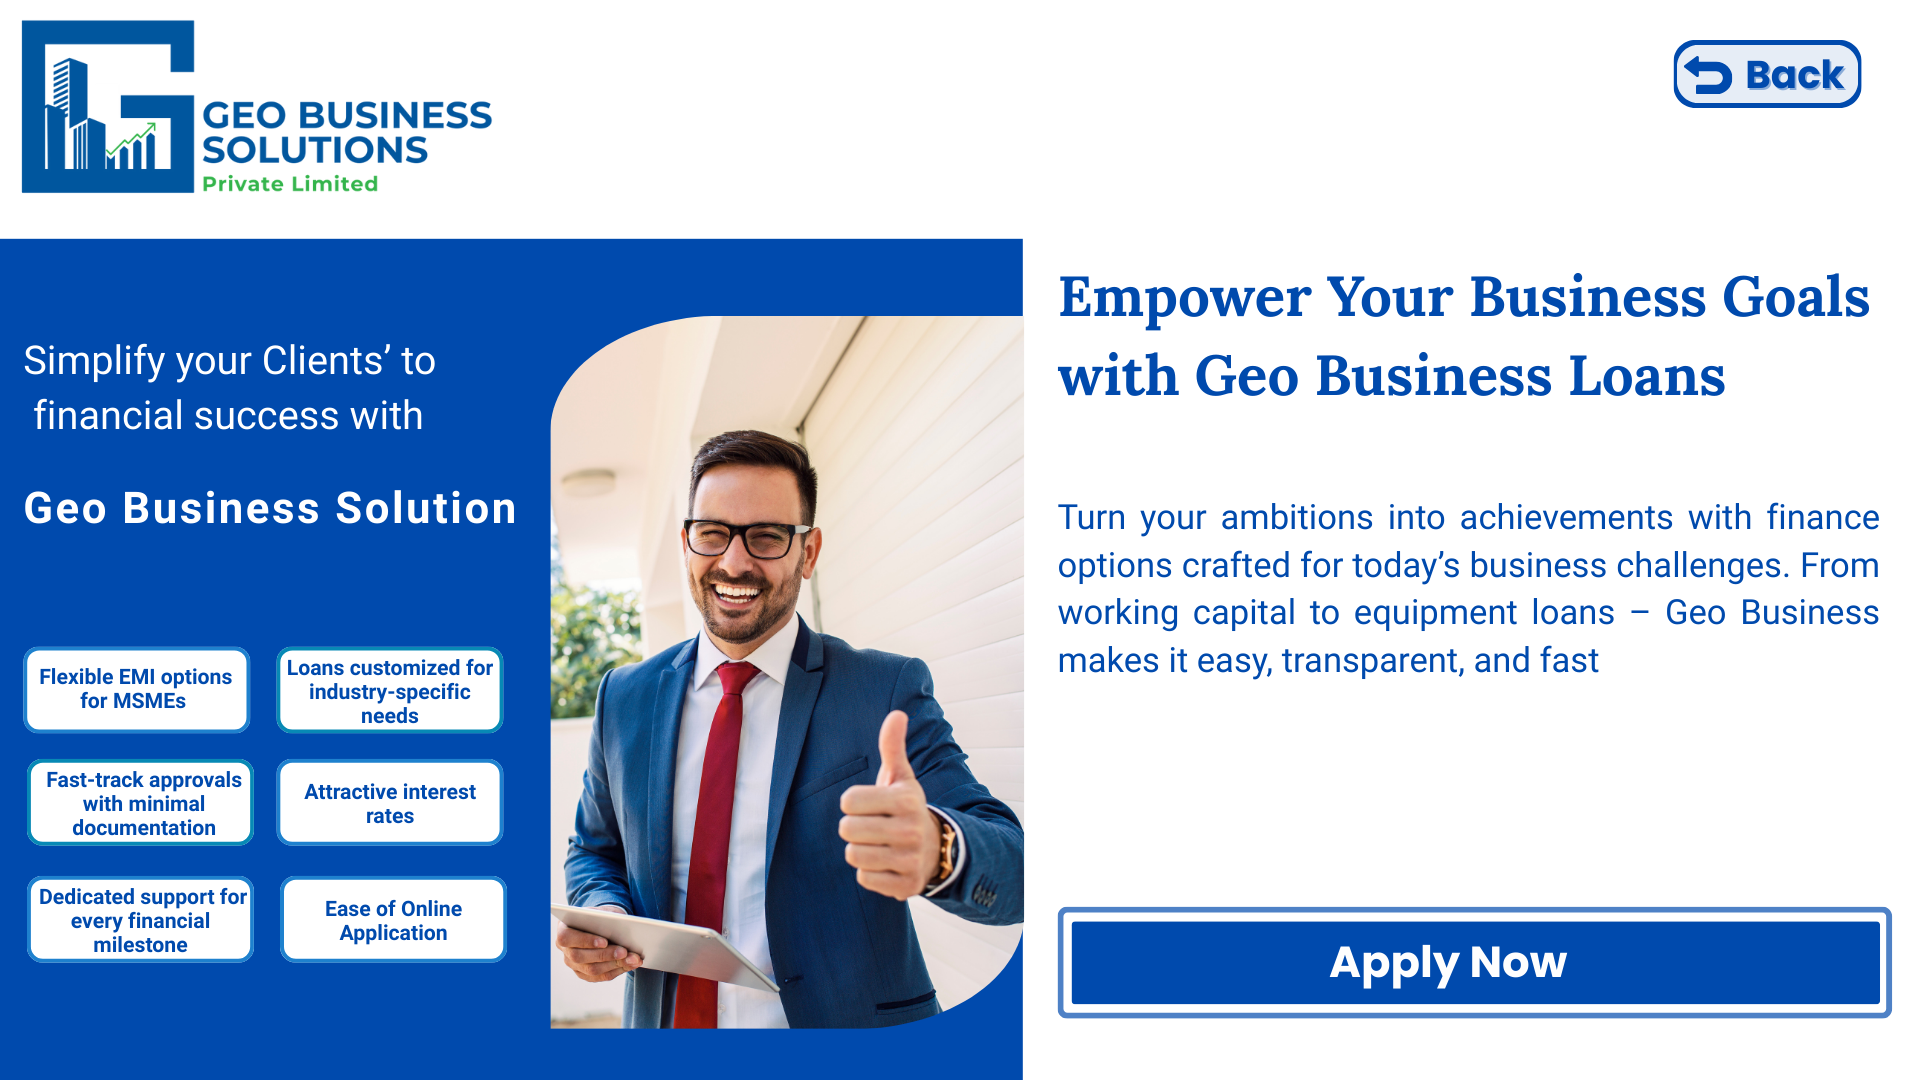 GEO BUSINESS
SOLUTIONS
Private Limited
Back
Simplify your Clients’ to
financial success with
Geo Business Solution
Flexible EMI options
for MSMEs
Loans customized for
industry-specific
needs
Fast-track approvals
with minimal
documentation
Attractive interest
rates
Dedicated support for
every financial
milestone
Ease of Online
Application
Empower Your Business Goals
with Geo Business Loans
Turn your ambitions into achievements with finance
options crafted for today’s business challenges. From
working capital to equipment loans – Geo Business
makes it easy, transparent, and fast
Apply Now